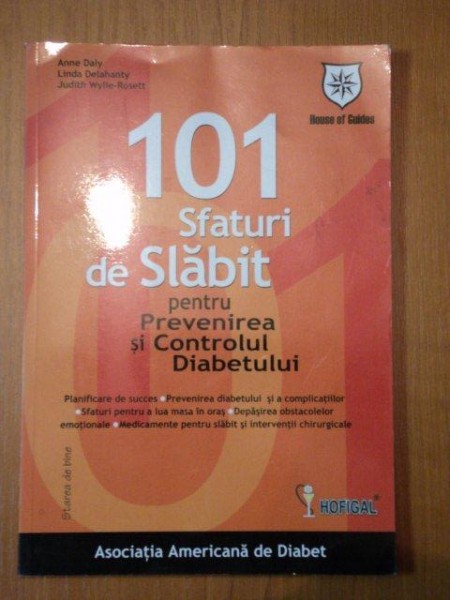 Anne Daly
Linda Delahanty
Judith Wylie-Rosett
House of Guides
101
Sfaturi
de Slăbit
pentru
Prevenirea
și Controlul
Diabetului
Planificare de succes • Prevenirea diabetului și a complicațiilor
• Sfaturi pentru a lua masa în oraș • Depășirea obstacolelor
emoționale • Medicamente pentru slăbit și intervenții chirurgicale
Starea de bine
HOFIGAL®
Asociația Americană de Diabet